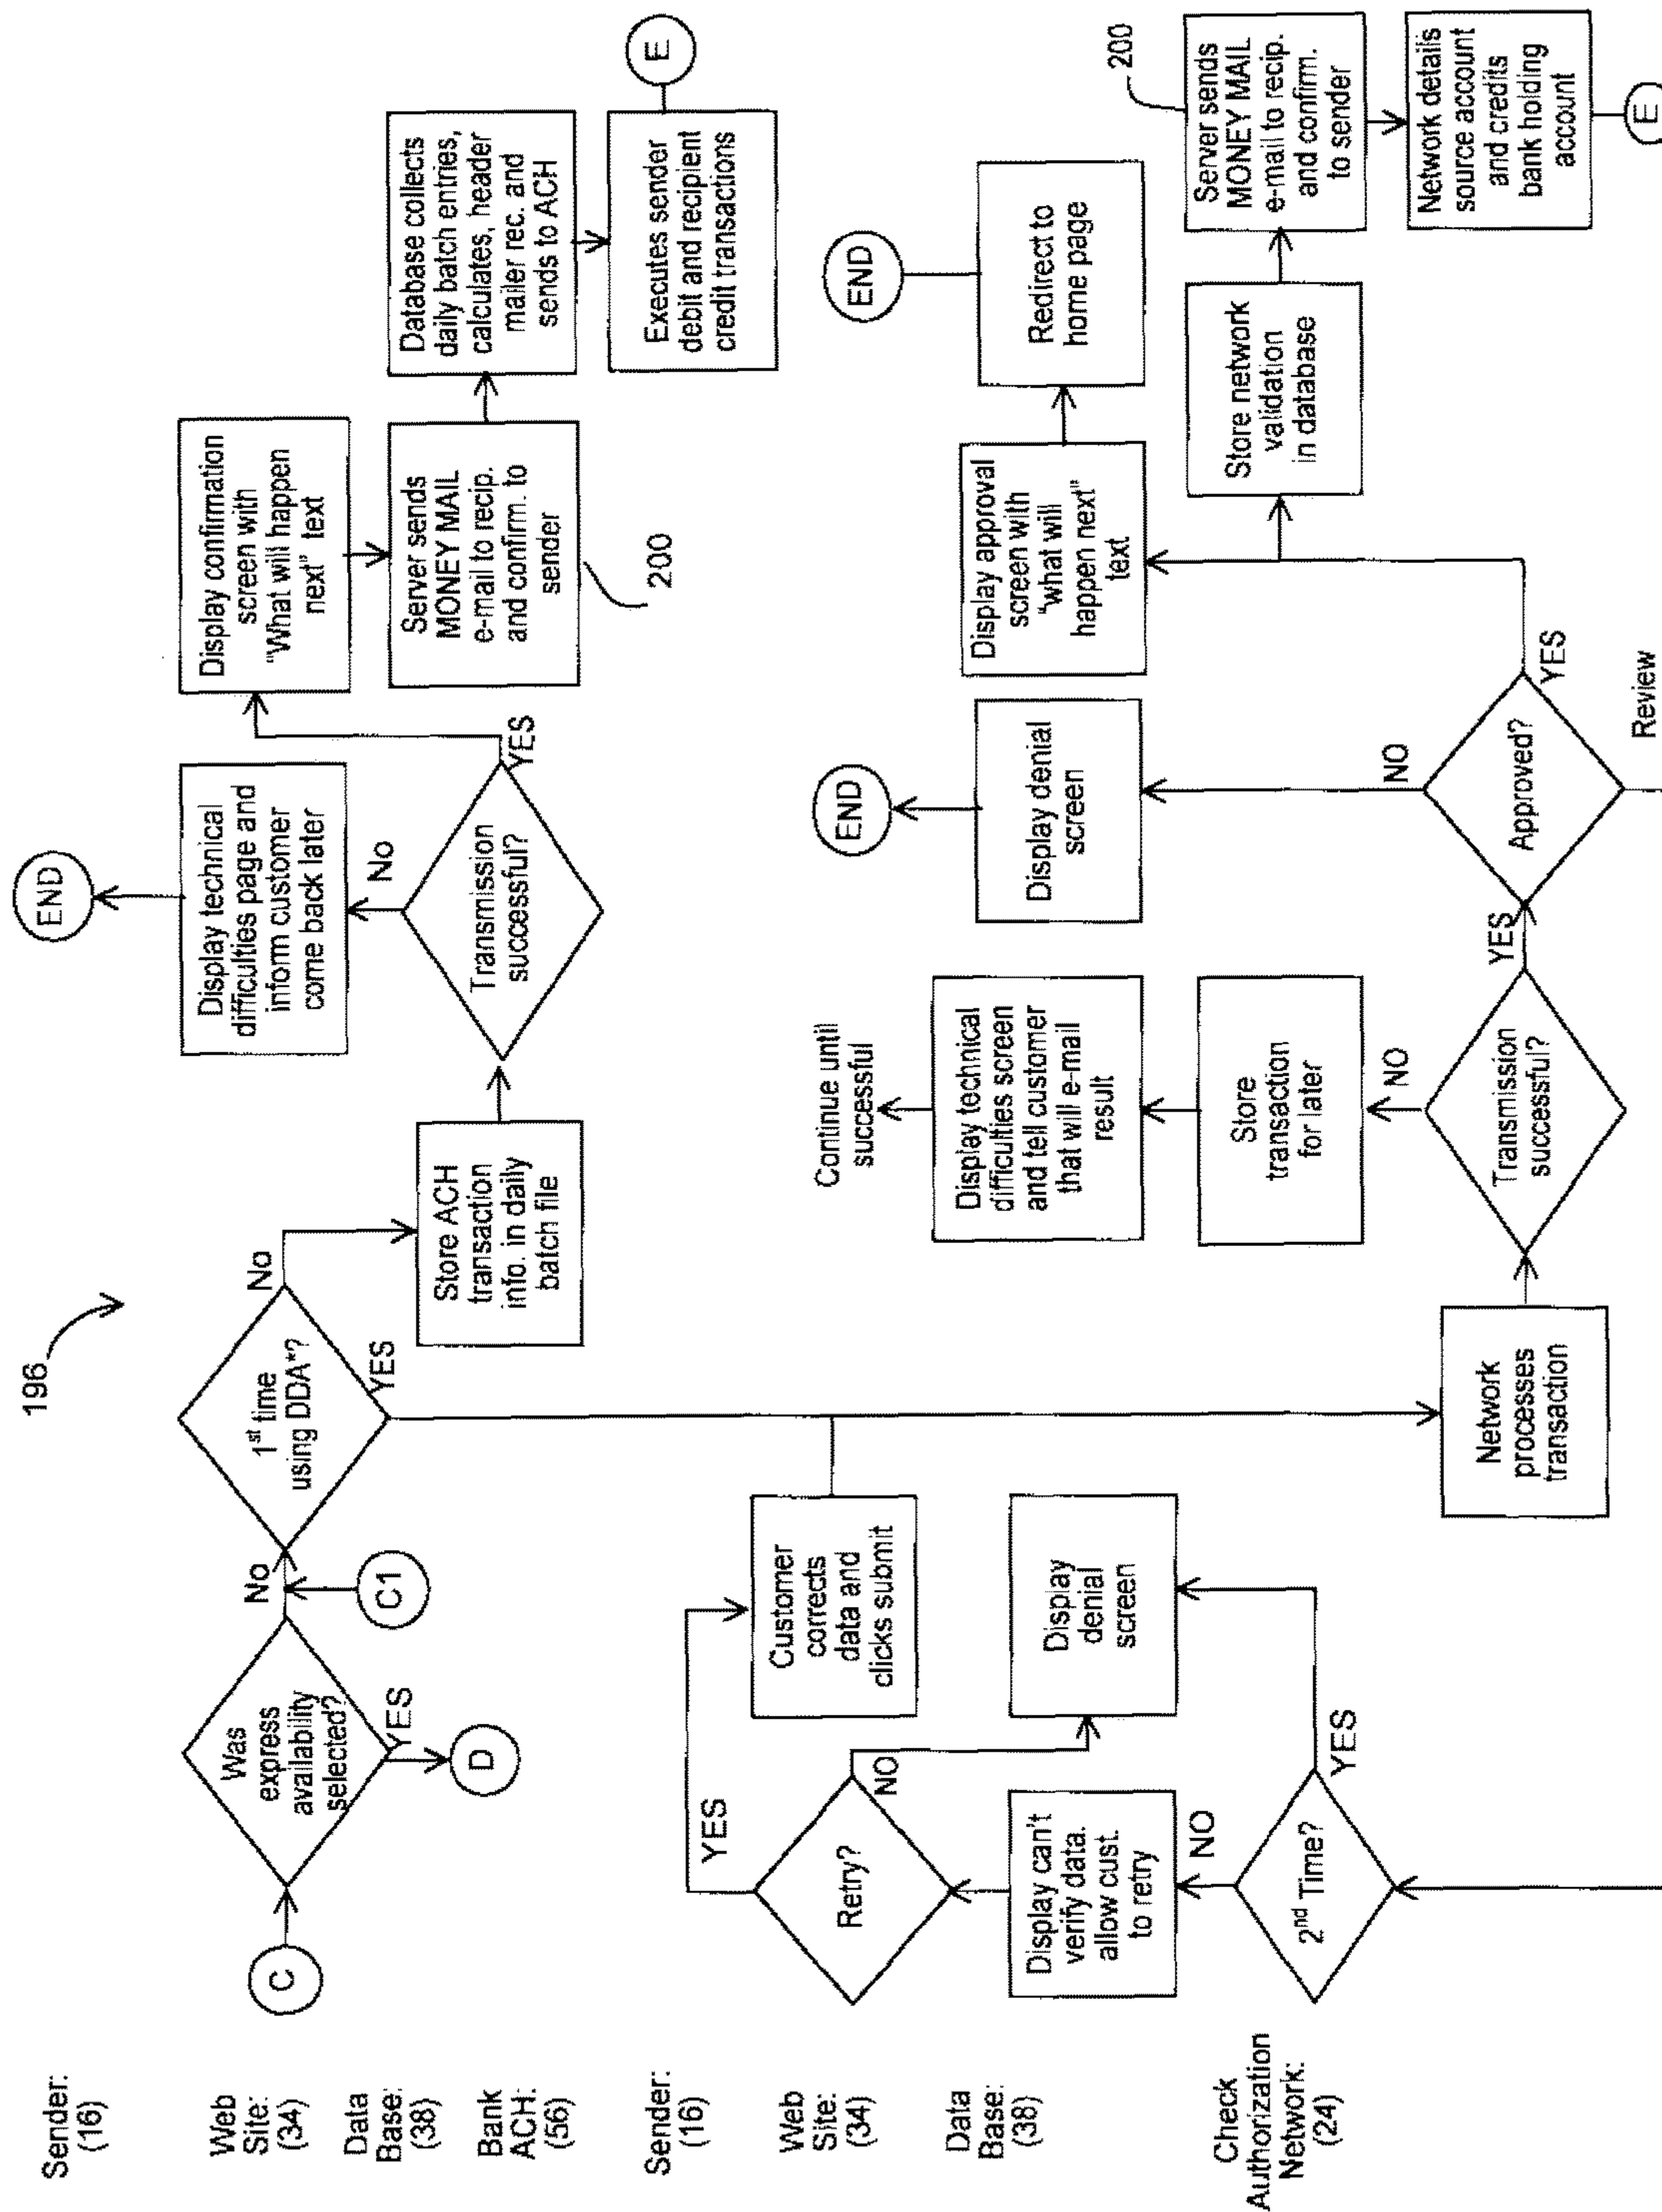 196
Sender:
(16)
Web
Site:
(34)
Data
Base:
(38)
Bank
ACH:
(56)
C
Was
express
availability
selected?
YES
D
No
C1
1st time
using DDA*?
No
YES
Store ACH
transaction
info. in daily
batch file
Transmission
successful?
No
Display technical
difficulties page and
inform customer
come back later
END
YES
Display confirmation
screen with
"What will happen
next" text
Server sends
MONEY MAIL
e-mail to recip.
and confirm. to
sender
200
Database collects
daily batch entries,
calculates, header
mailer rec. and
sends to ACH
Executes sender
debit and recipient
credit transactions
E
Sender:
(16)
Web
Site:
(34)
Data
Base:
(38)
Check
Authorization
Network:
(24)
Retry?
YES
NO
Customer
corrects
data and
clicks submit
Display can't
verify data.
allow cust.
to retry
Display
denial
screen
NO
2nd Time?
YES
Network
processes
transaction
Transmission
successful?
NO
Store
transaction
for later
Display technical
difficulties screen
and tell customer
that will e-mail
result
Continue until
successful
YES
Approved?
NO
Display denial
screen
END
Review
YES
Display approval
screen with
"what will
happen next"
text
Redirect to
home page
END
Store network
validation
in database
Server sends
MONEY MAIL
e-mail to recip.
and confirm.
to sender
200
Network details
source account
and credits
bank holding
account
E